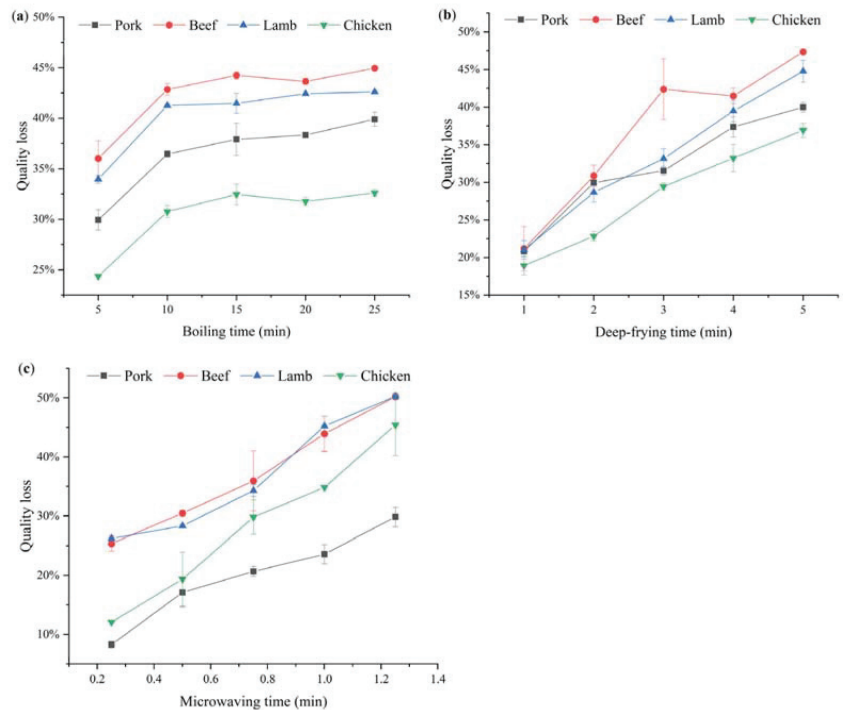 (a)
Pork Beef Lamb Chicken
50%
45%
40%
35%
30%
25%
Quality loss
5 10 15 20 25
Boiling time (min)
(b)
Pork Beef Lamb Chicken
50%
45%
40%
35%
30%
25%
20%
15%
Quality loss
1 2 3 4 5
Deep-frying time (min)
(c)
Pork Beef Lamb Chicken
50%
40%
30%
20%
10%
Quality loss
0.2 0.4 0.6 0.8 1.0 1.2 1.4
Microwaving time (min)